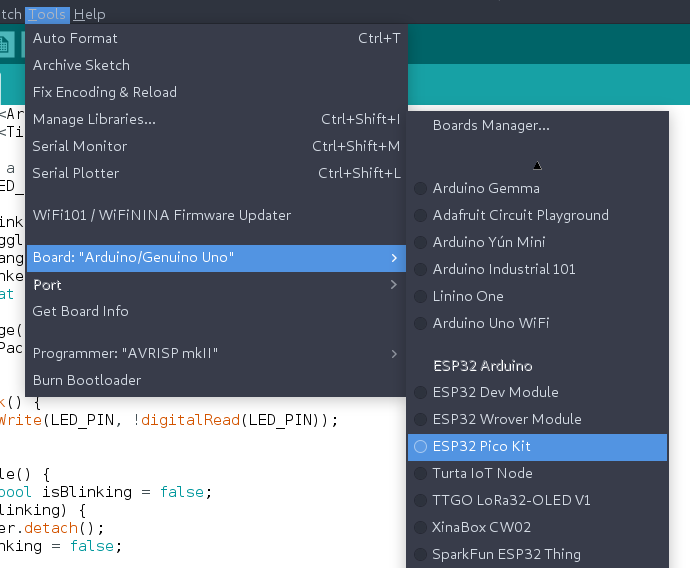 tch Tools Help
Auto Format Ctrl+T
Archive Sketch
Fix Encoding & Reload
Manage Libraries... Ctrl+Shift+I
Serial Monitor Ctrl+Shift+M
Serial Plotter Ctrl+Shift+L
WiFi101 / WiFiNINA Firmware Updater
Board: "Arduino/Genuino Uno"
Port
Get Board Info
Programmer: "AVRISP mkII"
Burn Bootloader
Boards Manager...
Arduino Gemma
Adafruit Circuit Playground
Arduino Yún Mini
Arduino Industrial 101
Linino One
Arduino Uno WiFi
ESP32 Arduino
ESP32 Dev Module
ESP32 Wrover Module
ESP32 Pico Kit
Turta IoT Node
TTGO LoRa32-OLED V1
XinaBox CW02
SparkFun ESP32 Thing
<Ar
<Ti
a
ED_
ink
ggl
ang
nke
at
ge(
Pac
k() {
Write(LED_PIN, !digitalRead(LED_PIN));
le() {
bool isBlinking = false;
linking) {
er.detach();
nking = false;